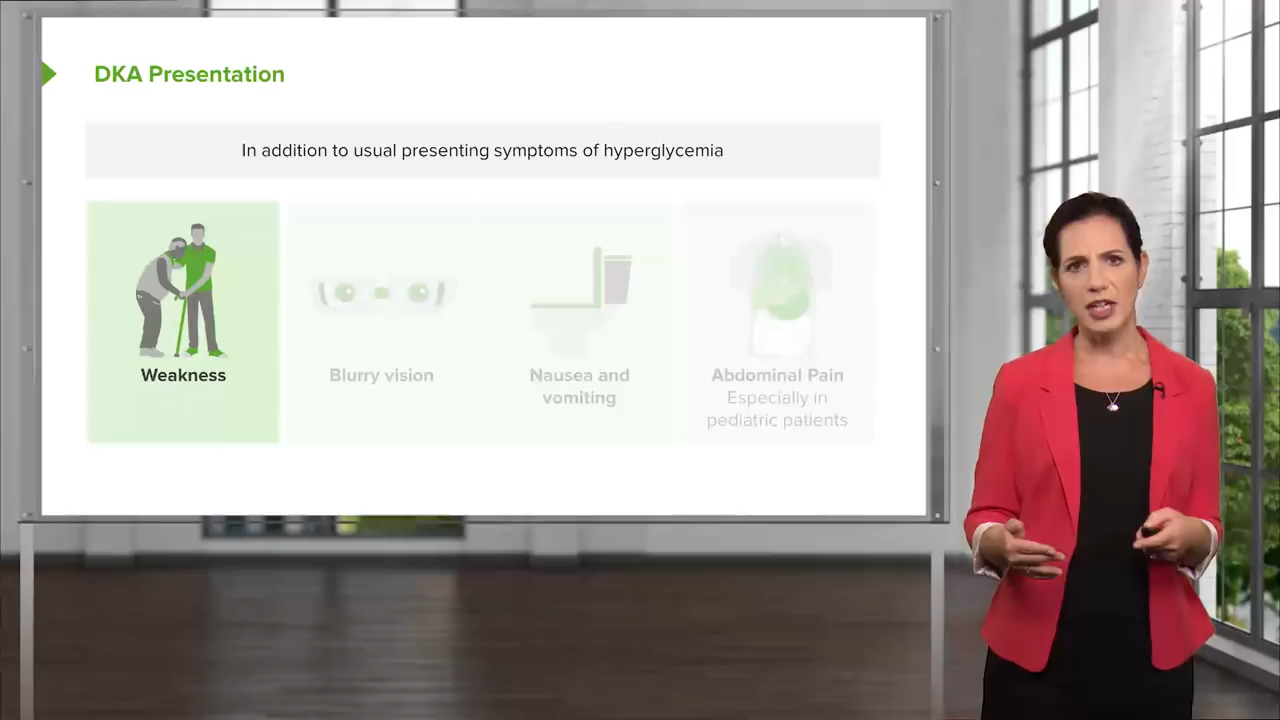 DKA Presentation
In addition to usual presenting symptoms of hyperglycemia
Weakness
Blurry vision
Nausea and
vomiting
Abdominal Pain
Especially in
pediatric patients